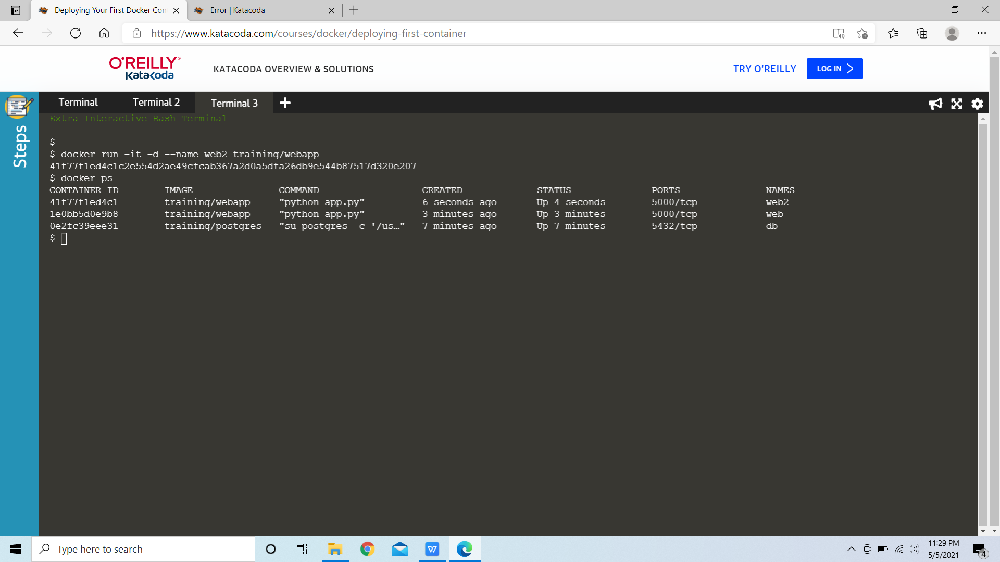 Deploying Your First Docker Con
Error | Katacoda
https://www.katacoda.com/courses/docker/deploying-first-container
O'REILLY®
Katacoda
KATACODA OVERVIEW & SOLUTIONS
TRY O'REILLY
LOG IN
Steps
Terminal
Terminal 2
Terminal 3
Extra Interactive Bash Terminal
$
$ docker run -it -d --name web2 training/webapp
41f77f1ed4c1c2e554d2ae49cfcab367a2d0a5dfa26db9e544b87517d320e207
$ docker ps
CONTAINER ID IMAGE COMMAND CREATED STATUS PORTS NAMES
41f77f1ed4c1 training/webapp "python app.py" 6 seconds ago Up 4 seconds 5000/tcp web2
1e0bb5d0e9b8 training/webapp "python app.py" 3 minutes ago Up 3 minutes 5000/tcp web
0e2fc39eee31 training/postgres "su postgres -c '/us…" 7 minutes ago Up 7 minutes 5432/tcp db
$
Type here to search
W
11:29 PM
5/5/2021
4